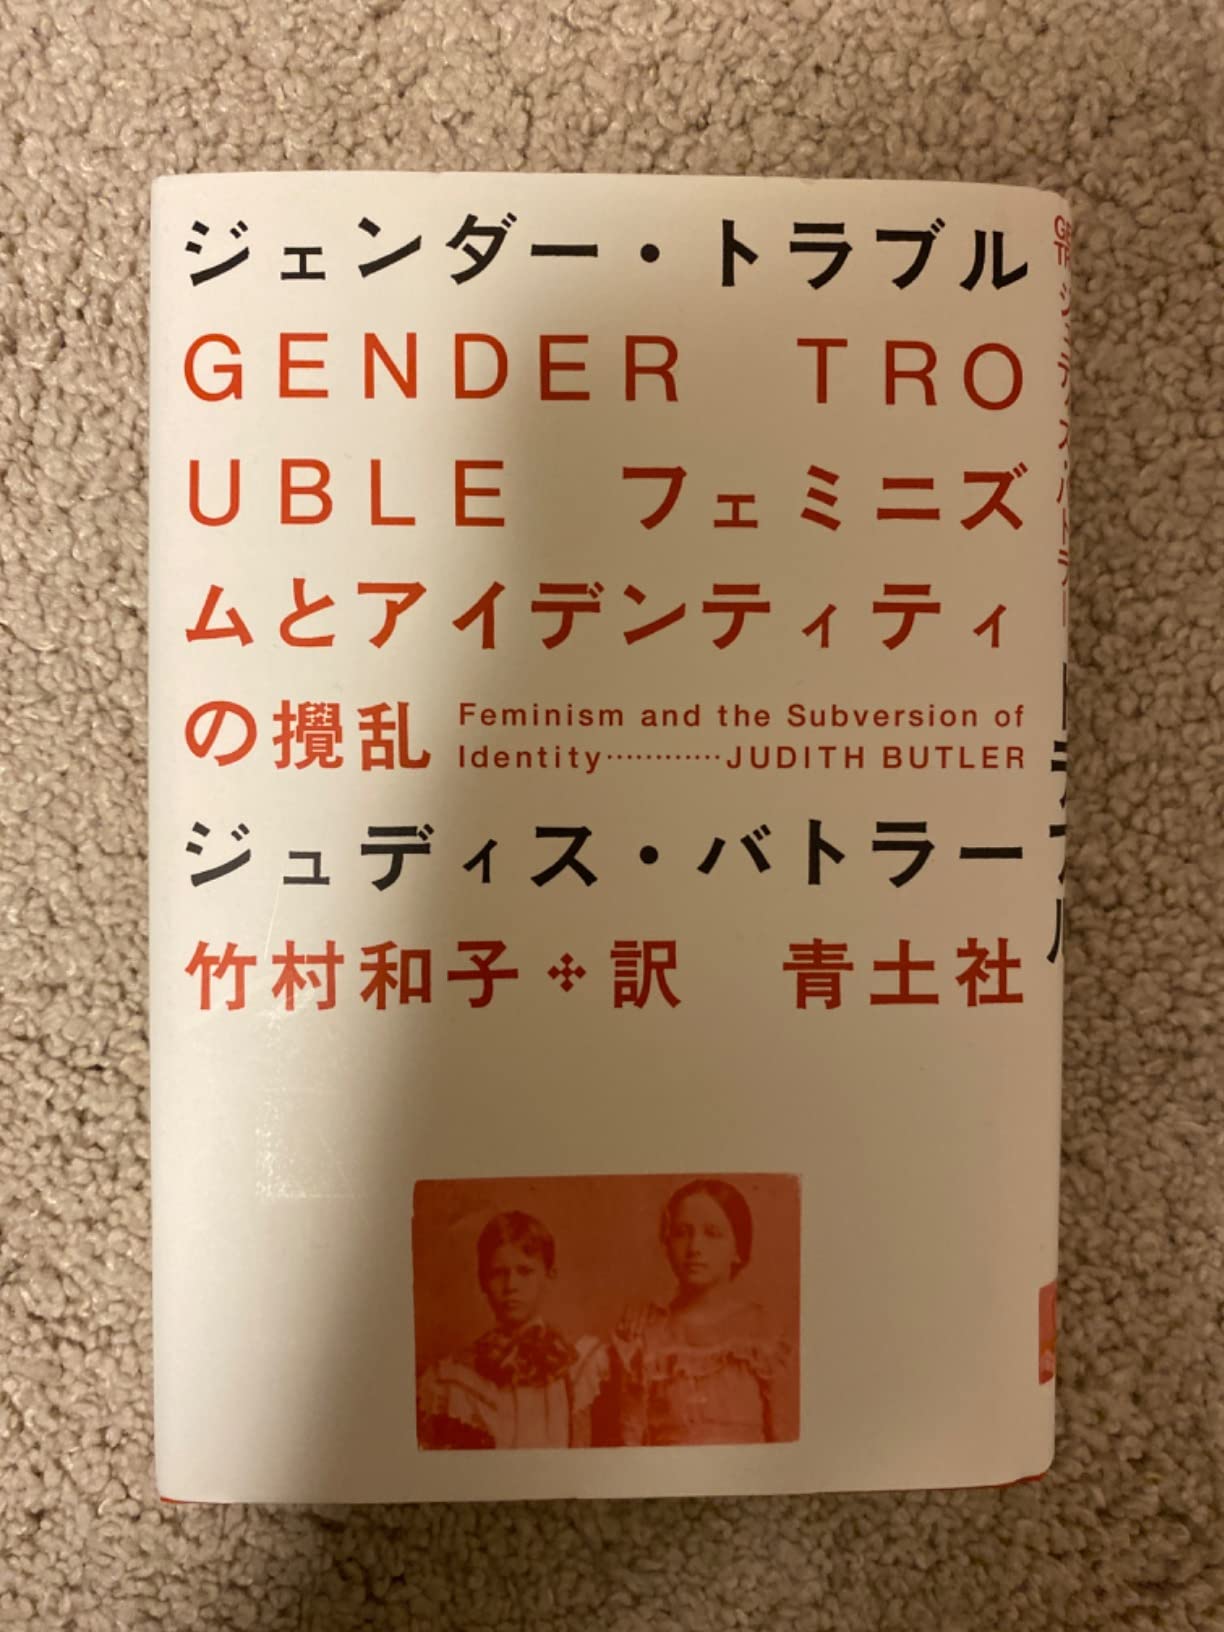 ジェンダー・トラブル
GENDER TRO
UBLE フェミニズ
ムとアイデンティティ
の攪乱
Feminism and the Subversion of
Identity…………JUDITH BUTLER
ジュディス・バトラー
竹村和子✣訳 青土社